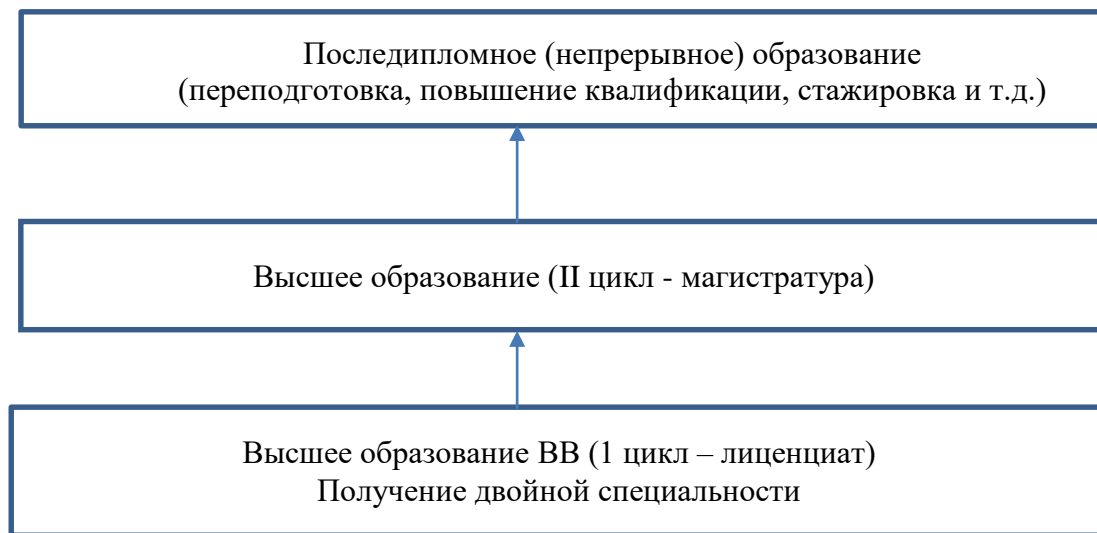 Последипломное (непрерывное) образование
(переподготовка, повышение квалификации, стажировка и т.д.)
Высшее образование (II цикл - магистратура)
Высшее образование ВВ (1 цикл – лиценциат)
Получение двойной специальности